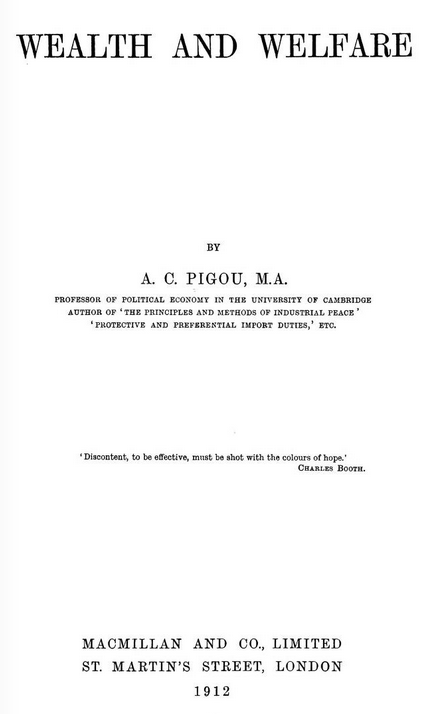 WEALTH AND WELFARE
BY
A. C. PIGOU, M.A.
PROFESSOR OF POLITICAL ECONOMY IN THE UNIVERSITY OF CAMBRIDGE
AUTHOR OF ‘THE PRINCIPLES AND METHODS OF INDUSTRIAL PEACE’
‘PROTECTIVE AND PREFERENTIAL IMPORT DUTIES,’ ETC.
‘Discontent, to be effective, must be shot with the colours of hope.’
CHARLES BOOTH.
MACMILLAN AND CO., LIMITED
ST. MARTIN'S STREET, LONDON
1912